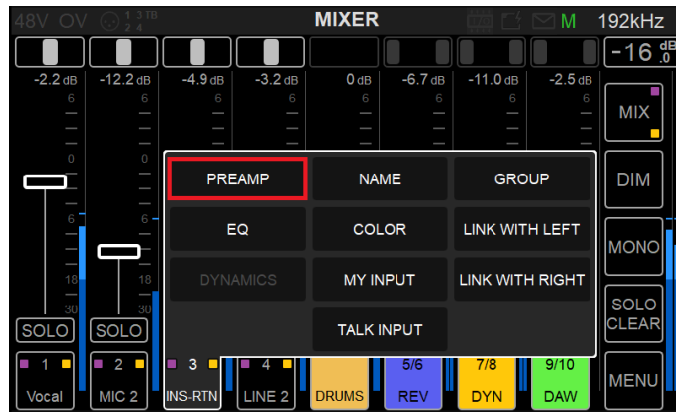 48V OV 1 3 TB 2 4 MIXER M 192kHz
-16 .0 dB
-2.2 dB -12.2 dB -4.9 dB -3.2 dB 0 dB -6.7 dB -11.0 dB -2.5 dB
6 6 6 6 6 6 6 6
MIX
0 0
PREAMP NAME GROUP DIM
6 6
EQ COLOR LINK WITH LEFT
MONO
18 18
DYNAMICS MY INPUT LINK WITH RIGHT
30 30
SOLO SOLO TALK INPUT SOLO CLEAR
1 2 3 4 5/6 7/8 9/10
Vocal MIC 2 INS-RTN LINE 2 DRUMS REV DYN DAW MENU